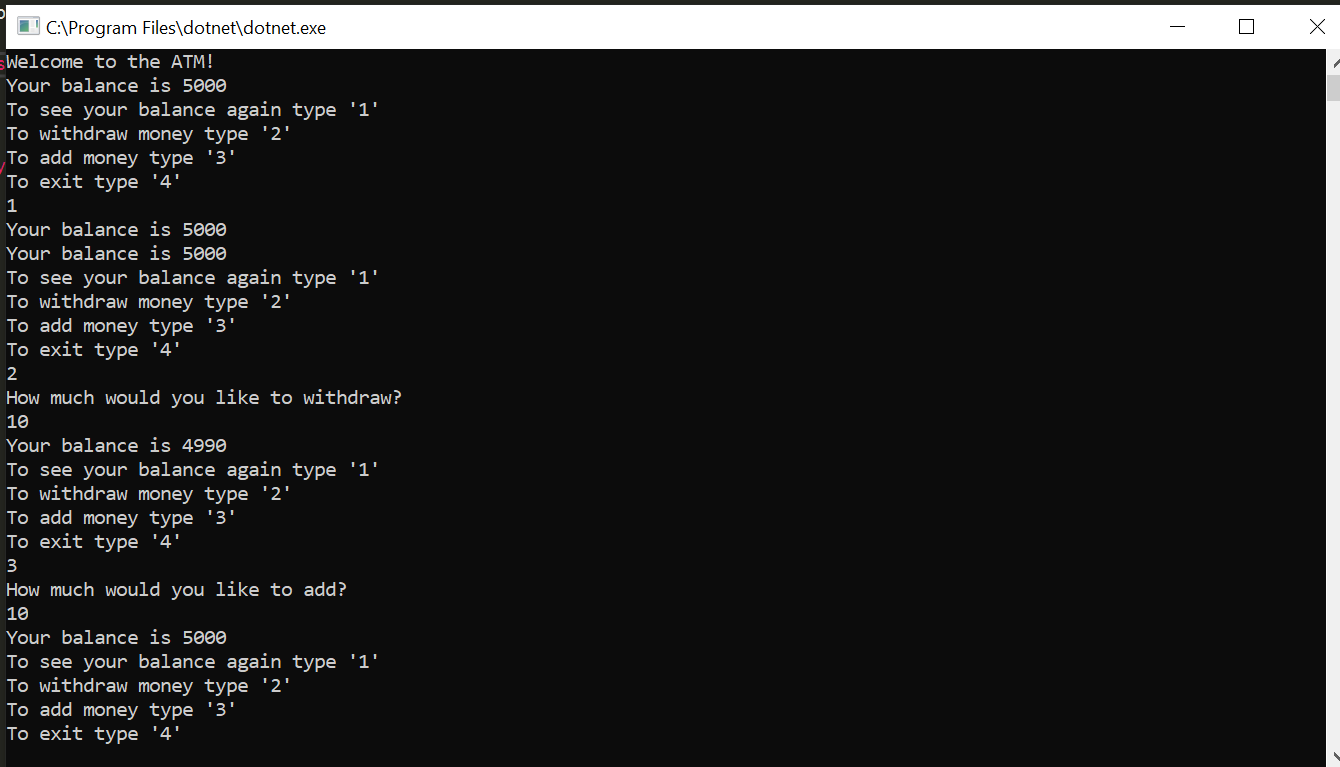 C:\Program Files\dotnet\dotnet.exe
Welcome to the ATM!
Your balance is 5000
To see your balance again type '1'
To withdraw money type '2'
To add money type '3'
To exit type '4'
1
Your balance is 5000
Your balance is 5000
To see your balance again type '1'
To withdraw money type '2'
To add money type '3'
To exit type '4'
2
How much would you like to withdraw?
10
Your balance is 4990
To see your balance again type '1'
To withdraw money type '2'
To add money type '3'
To exit type '4'
3
How much would you like to add?
10
Your balance is 5000
To see your balance again type '1'
To withdraw money type '2'
To add money type '3'
To exit type '4'